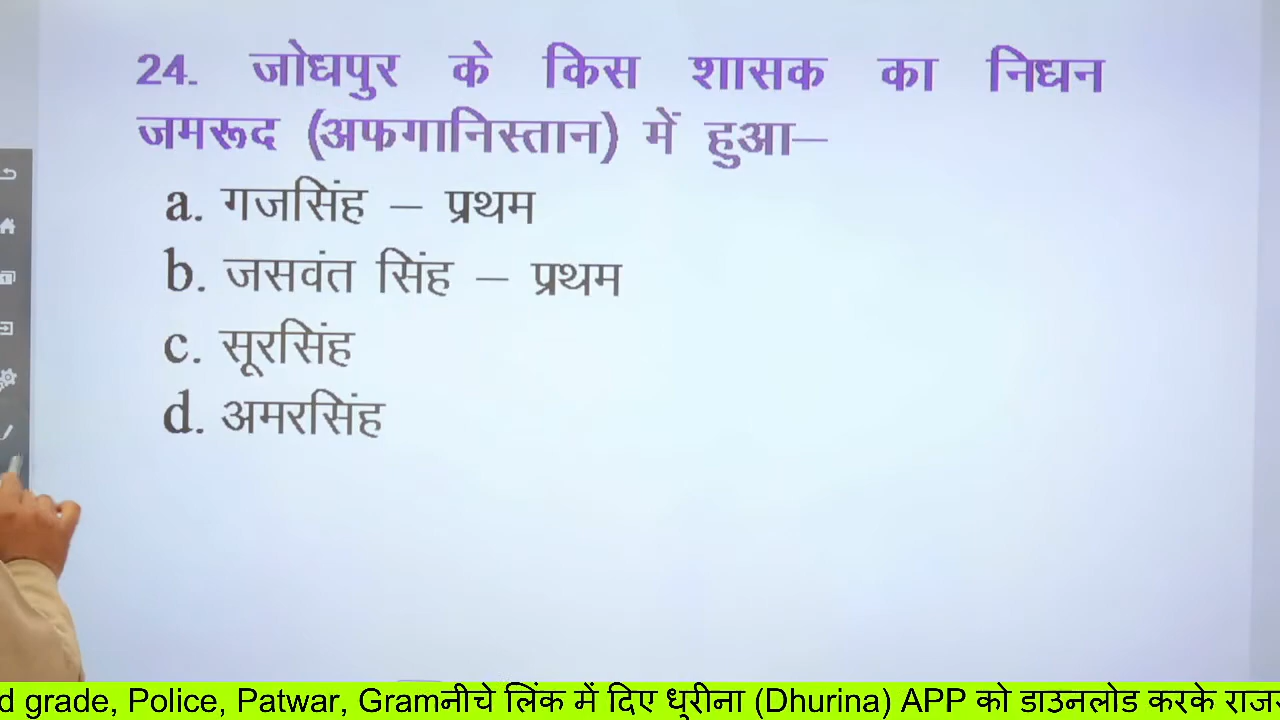 24. जोधपुर के किस शासक का निधन
जमरूद (अफगानिस्तान) में हुआ–
a. गजसिंह – प्रथम
b. जसवंत सिंह – प्रथम
c. सूरसिंह
d. अमरसिंह
d grade, Police, Patwar, Gramनीचे लिंक में दिए धुरीना (Dhurina) APP को डाउनलोड करके